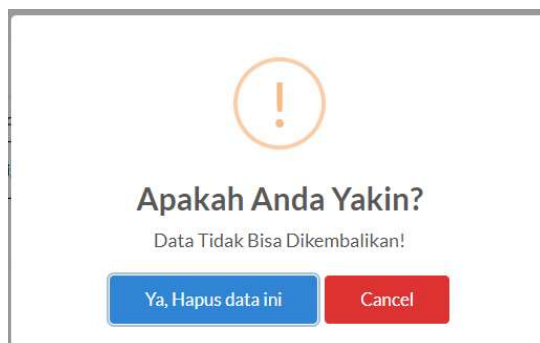 !
Apakah Anda Yakin?
Data Tidak Bisa Dikembalikan!
Ya, Hapus data ini
Cancel